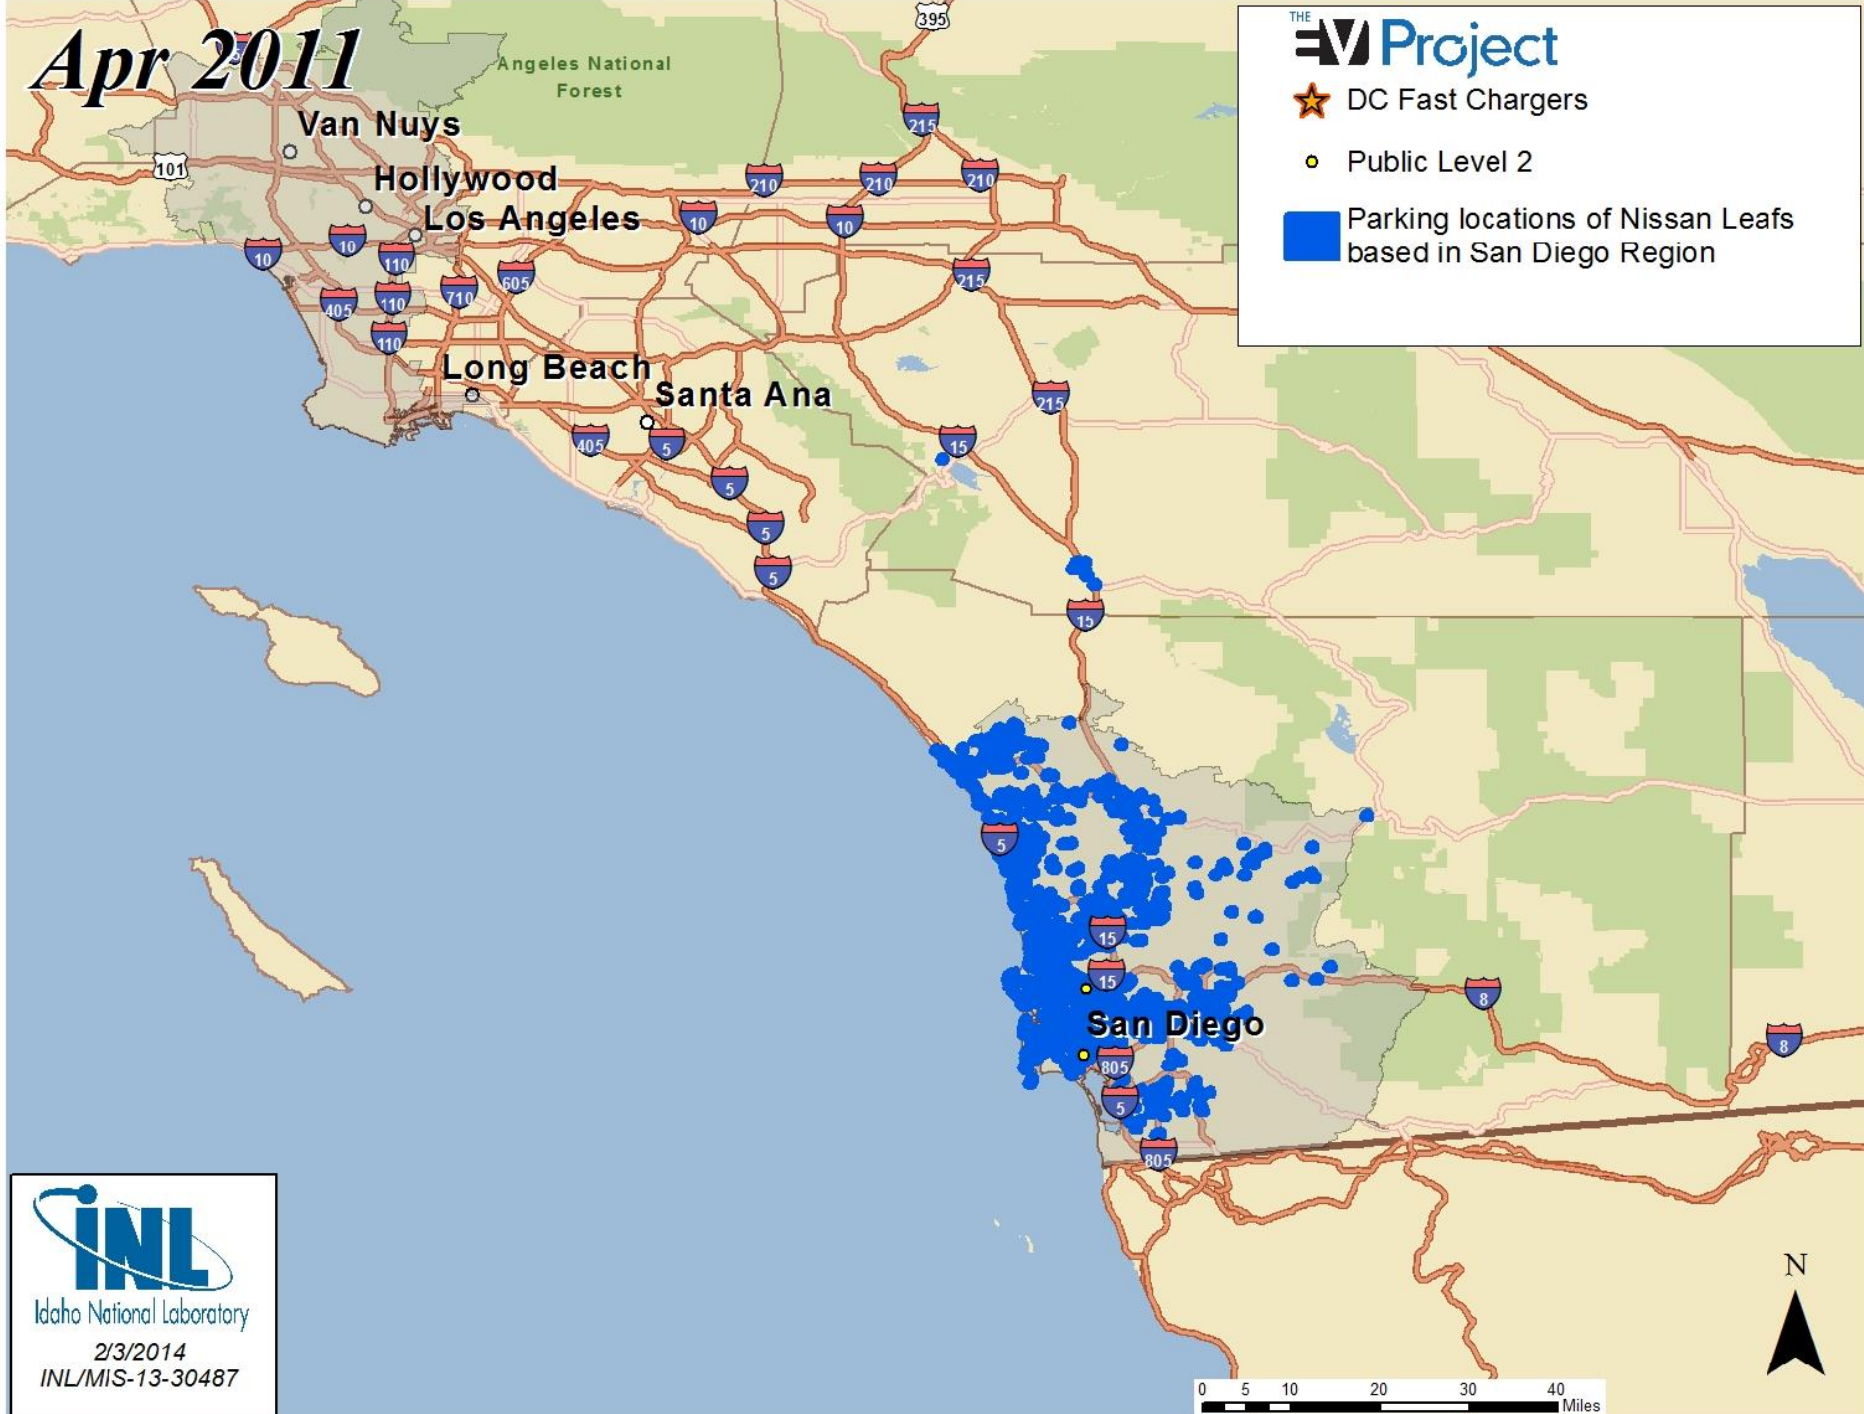 Apr 2011
395
Angeles National
Forest
215
Van Nuys
101
Hollywood
210
210
210
Los Angeles
10
10
10
10
110
605
215
405
110
710
110
Long Beach
Santa Ana
215
405
5
15
5
5
5
15
5
15
15
8
San Diego
805
8
5
805
THE
EV Project
DC Fast Chargers
Public Level 2
Parking locations of Nissan Leafs
based in San Diego Region
INL
Idaho National Laboratory
2/3/2014
INL/MIS-13-30487
N
0 5 10 20 30 40
Miles